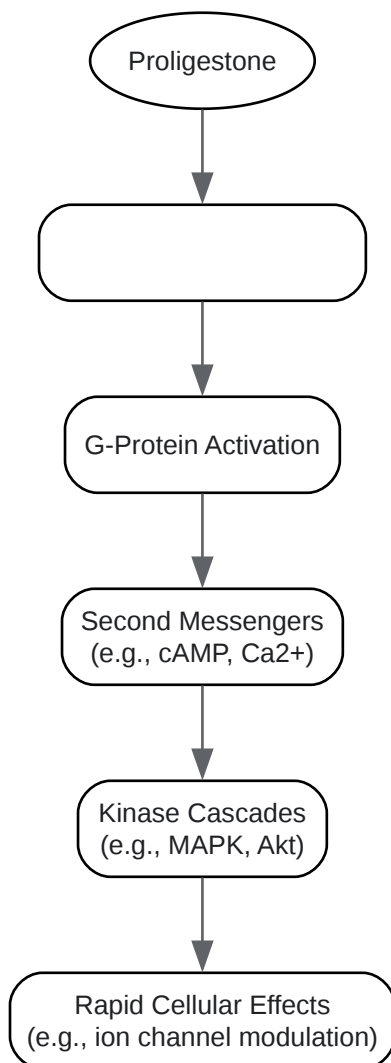 Proligestone
G-Protein Activation
Second Messengers
(e.g., cAMP, Ca2+)
Kinase Cascades
(e.g., MAPK, Akt)
Rapid Cellular Effects
(e.g., ion channel modulation)